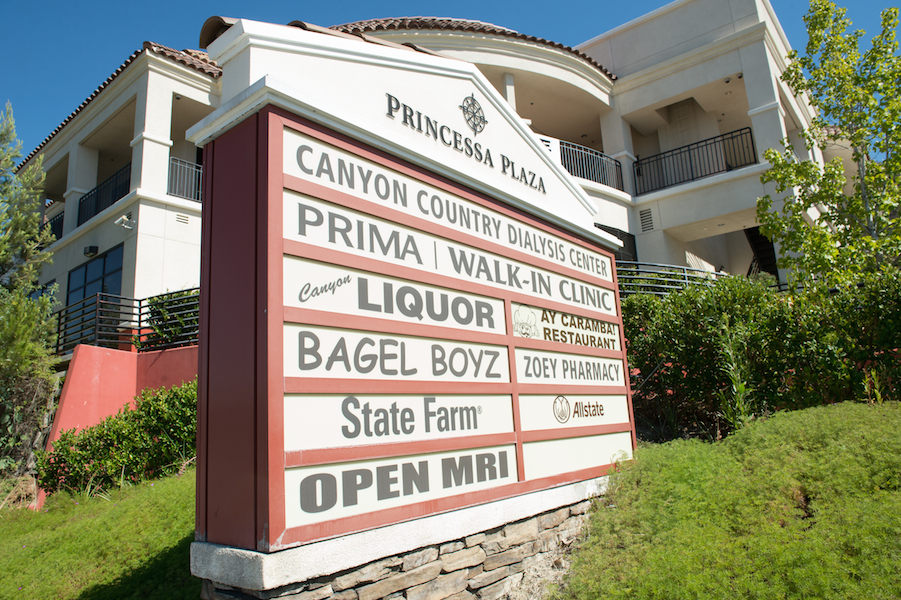 PRINCESSA PLAZA
CANYON COUNTRY DIALYSIS CENTER
PRIMA | WALK-IN CLINIC
Canyon LIQUOR
AY CARAMBA!
RESTAURANT
BAGEL BOYZ
ZOEY PHARMACY
State Farm®
Allstate
OPEN MRI